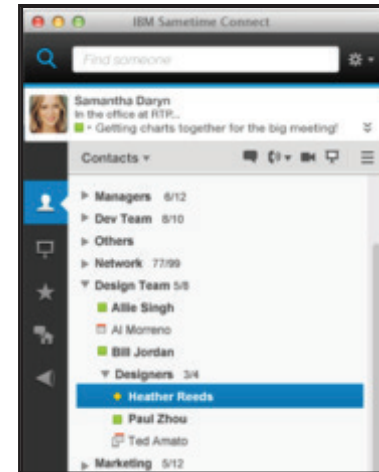 IBM Sametime Connect
Find someone
Samantha Daryn
In the office at RTP...
Getting charts together for the big meeting!
Contacts
Managers 6/12
Dev Team 8/10
Others
Network 77/99
Design Team 5/8
Allie Singh
Al Morreno
Bill Jordan
Designers 3/4
Heather Reeds
Paul Zhou
Ted Amato
Marketing 5/12